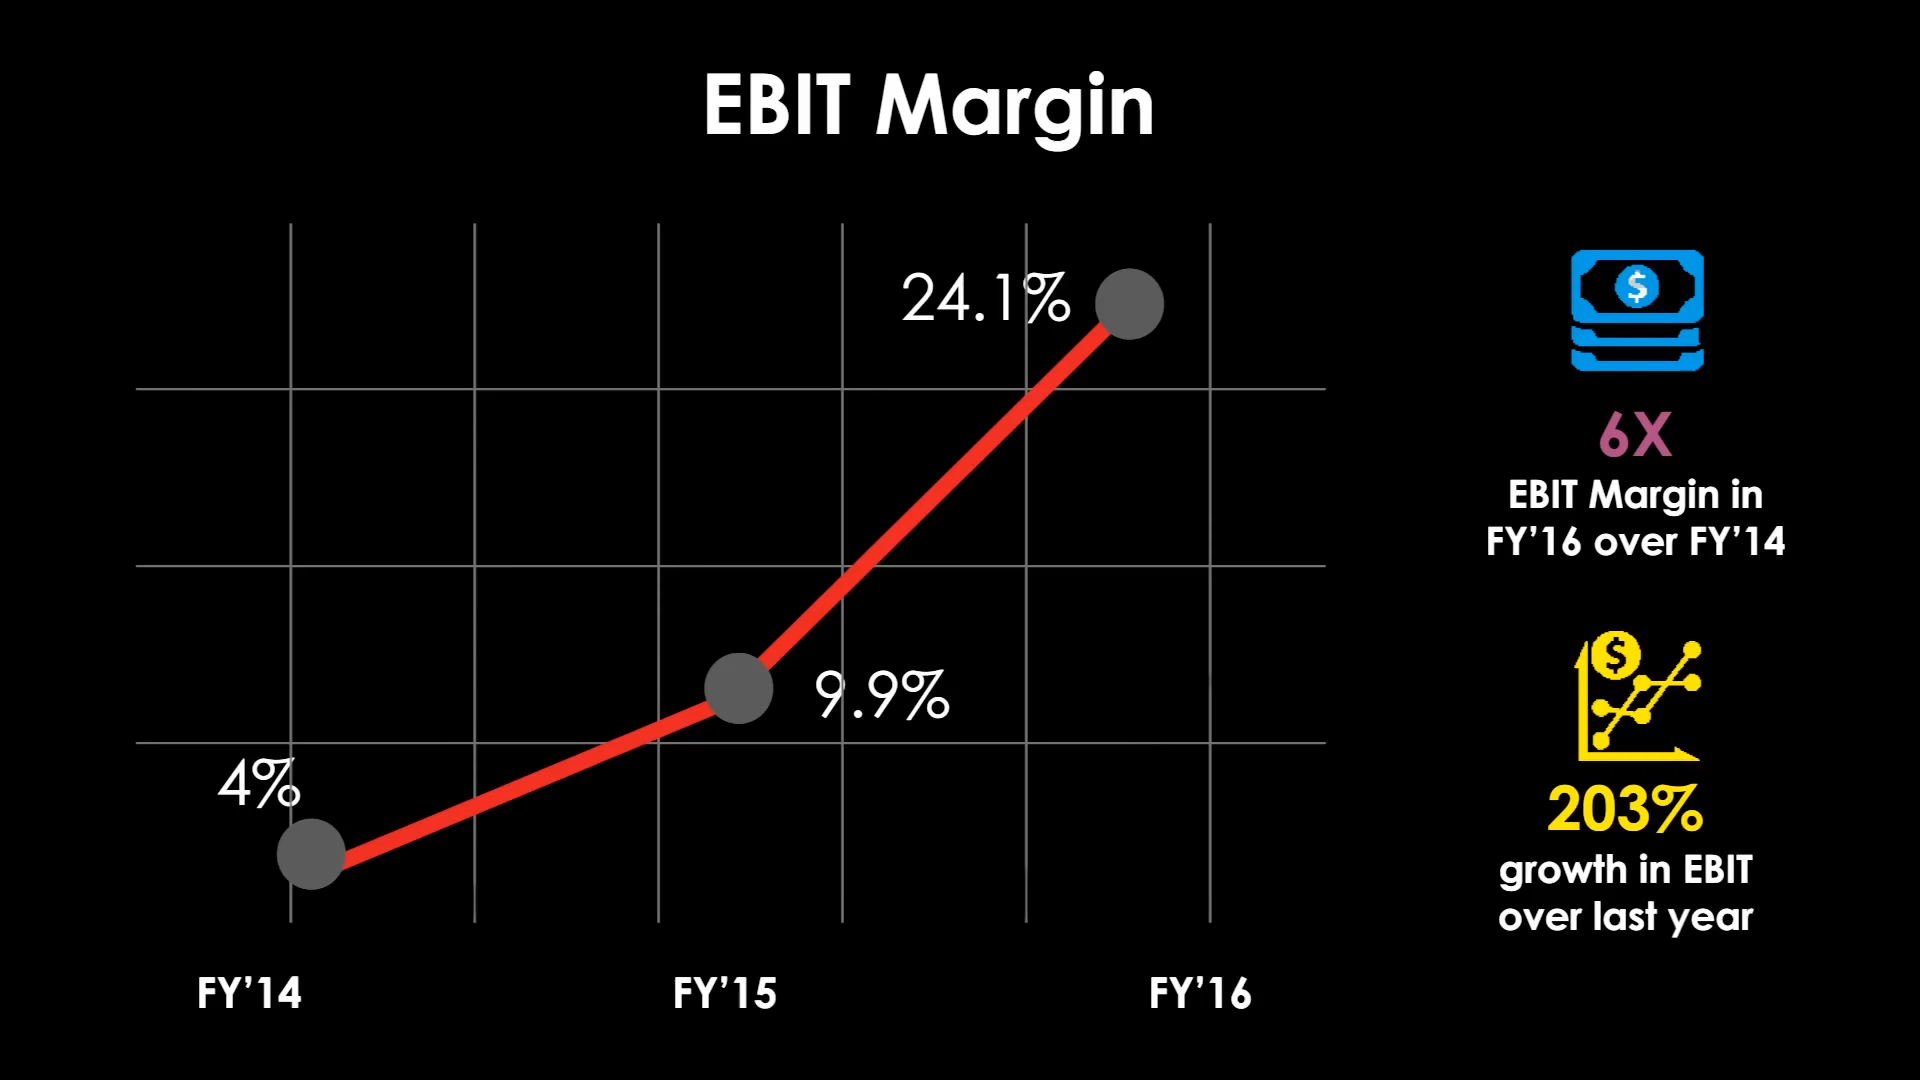 EBIT Margin
24.1%
9.9%
4%
FY’14
FY’15
FY’16
$
6X
EBIT Margin in
FY’16 over FY’14
$
203%
growth in EBIT
over last year